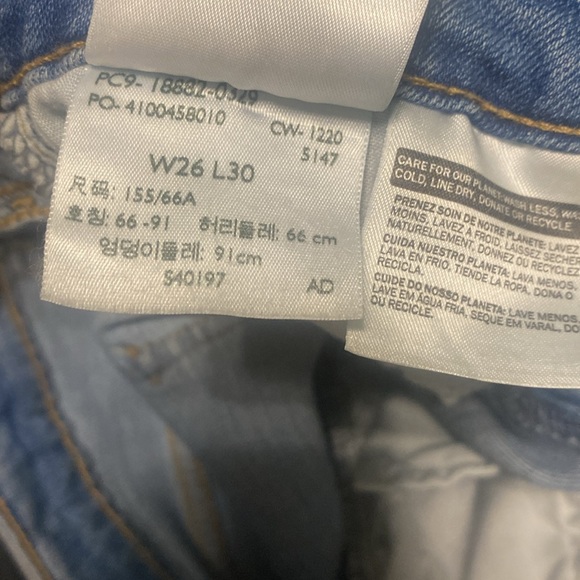 PC9- 18882-0329
PO- 4100458010
CW- 1220
5147
W26 L30
尺码: 155/66A
호칭: 66 -91 허리둘레: 66 cm
엉덩이둘레: 91cm
S40197
AD
CARE FOR OUR PLANET: WASH LESS, WA
COLD, LINE DRY, DONATE OR RECYCLE
PRENEZ SOIN DE NOTRE PLANETE: LAVEZ
MOINS, LAVEZ A FROID, LAISSEZ SECHER
NATURELLEMENT, DONNEZ OU RECYCLEZ
CUIDA NUESTRO PLANETA: LAVA MENOS,
LAVA EN FRIO, TIENDE LA ROPA, DONA O
RECICLA.
CUIDE DO NOSSO PLANETA: LAVE MENOS,
LAVE EM ÁGUA FRIA, SEQUE EM VARAL, DO
OU RECICLE.